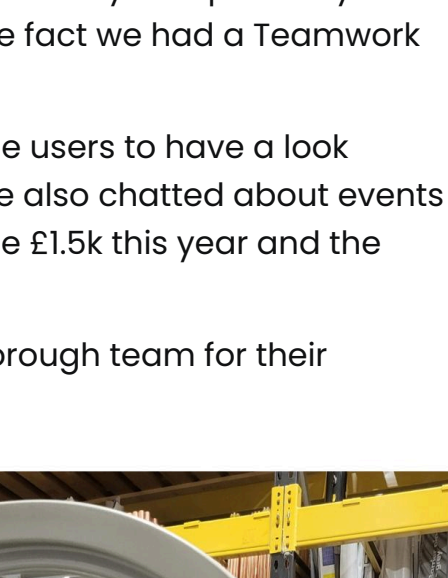 e fact we had a Teamwork
e users to have a look
e also chatted about events
e £1.5k this year and the
orough team for their